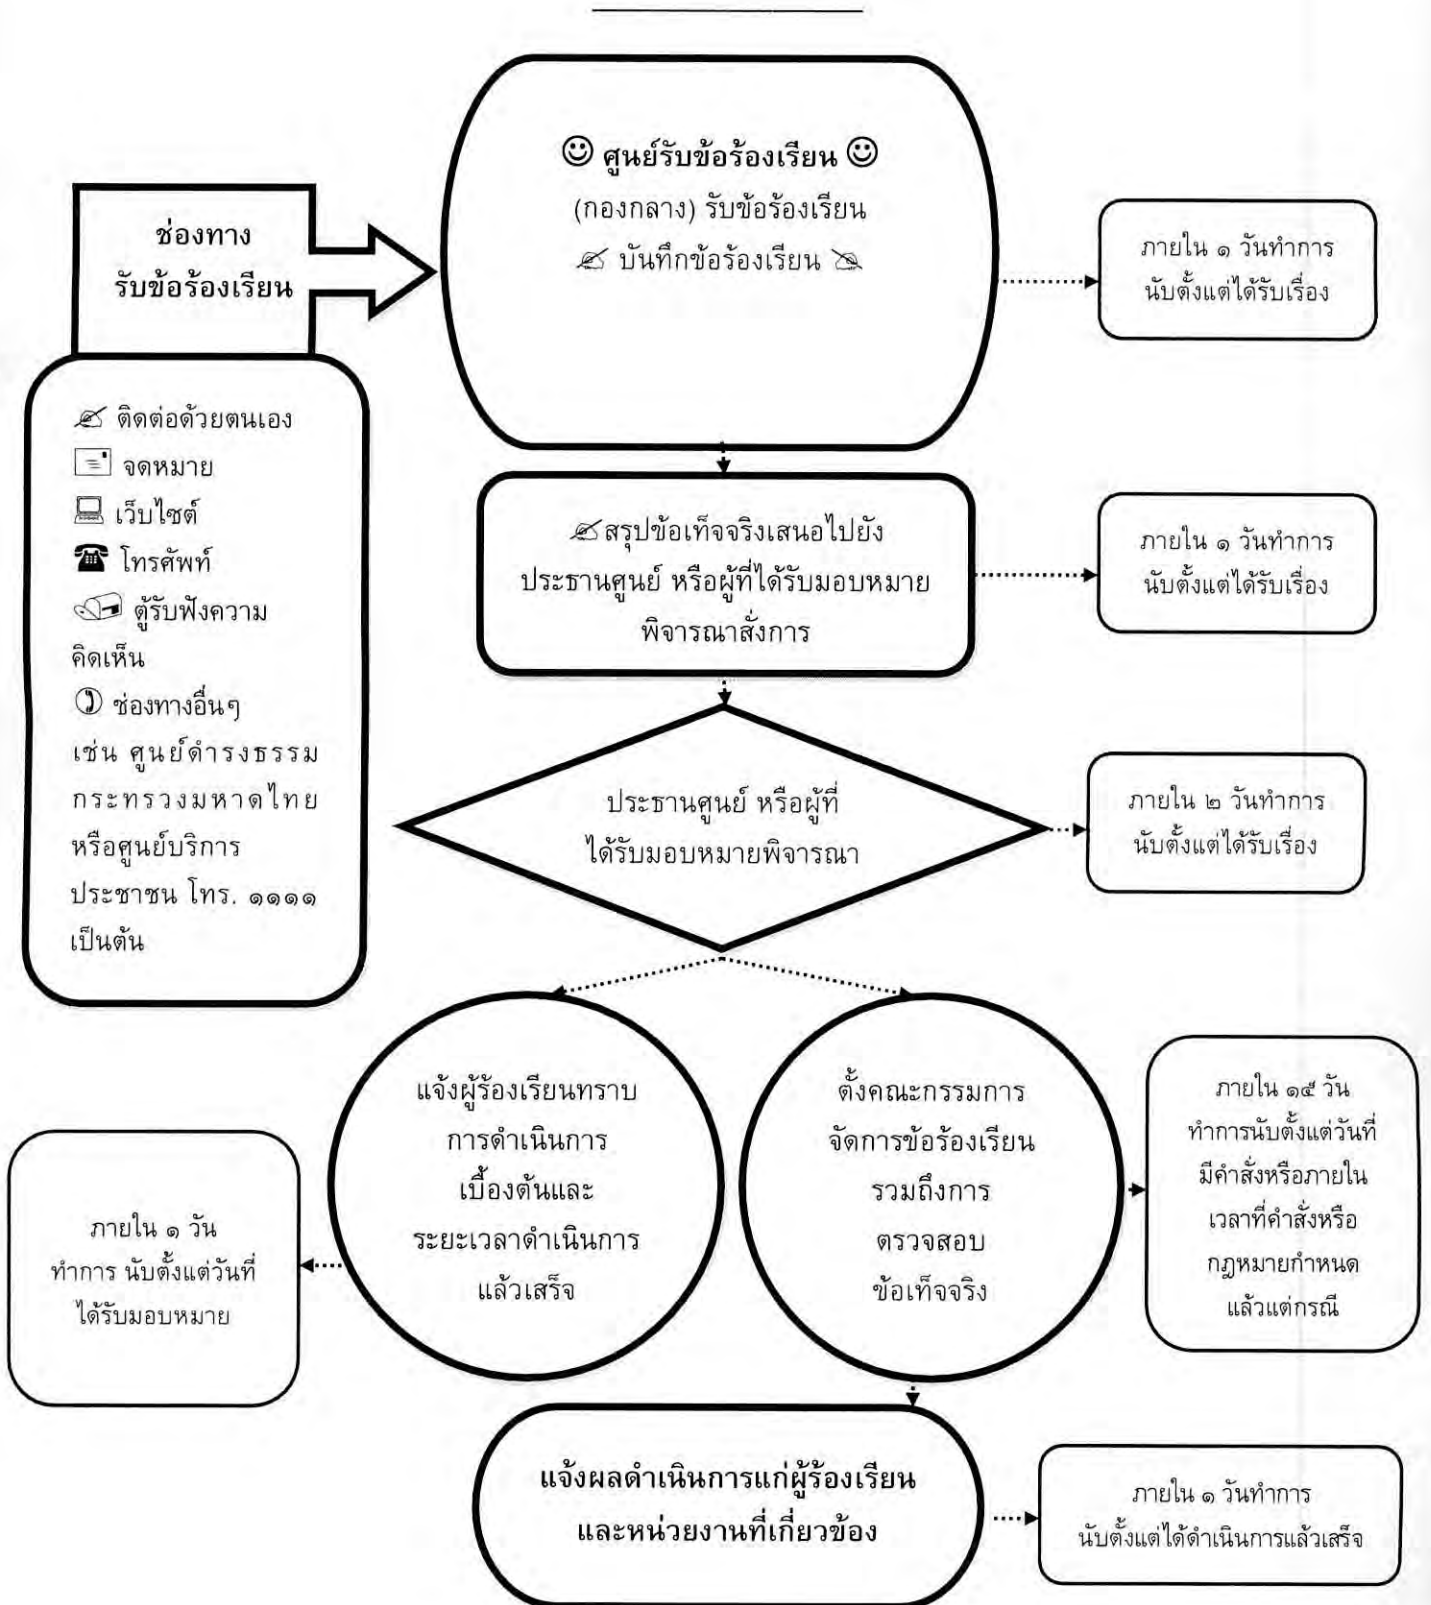 ☺ ศูนย์รับข้อร้องเรียน ☺
(กองกลาง) รับข้อร้องเรียน
บันทึกข้อร้องเรียน
ช่องทาง
รับข้อร้องเรียน
ภายใน ๑ วันทำการ
นับตั้งแต่ได้รับเรื่อง
ติดต่อด้วยตนเอง
จดหมาย
เว็บไซต์
โทรศัพท์
ตู้รับฟังความ
คิดเห็น
ช่องทางอื่นๆ
เช่น ศูนย์ดำรงธรรม
กระทรวงมหาดไทย
หรือศูนย์บริการ
ประชาชน โทร. ๑๑๑๑
เป็นต้น
สรุปข้อเท็จจริงเสนอไปยัง
ประธานศูนย์ หรือผู้ที่ได้รับมอบหมาย
พิจารณาสั่งการ
ภายใน ๑ วันทำการ
นับตั้งแต่ได้รับเรื่อง
ประธานศูนย์ หรือผู้ที่
ได้รับมอบหมายพิจารณา
ภายใน ๒ วันทำการ
นับตั้งแต่ได้รับเรื่อง
แจ้งผู้ร้องเรียนทราบ
การดำเนินการ
เบื้องต้นและ
ระยะเวลาดำเนินการ
แล้วเสร็จ
ภายใน ๑ วัน
ทำการ นับตั้งแต่วันที่
ได้รับมอบหมาย
ตั้งคณะกรรมการ
จัดการข้อร้องเรียน
รวมถึงการ
ตรวจสอบ
ข้อเท็จจริง
ภายใน ๑๕ วัน
ทำการนับตั้งแต่วันที่
มีคำสั่งหรือภายใน
เวลาที่คำสั่งหรือ
กฎหมายกำหนด
แล้วแต่กรณี
แจ้งผลดำเนินการแก่ผู้ร้องเรียน
และหน่วยงานที่เกี่ยวข้อง
ภายใน ๑ วันทำการ
นับตั้งแต่ได้ดำเนินการแล้วเสร็จ